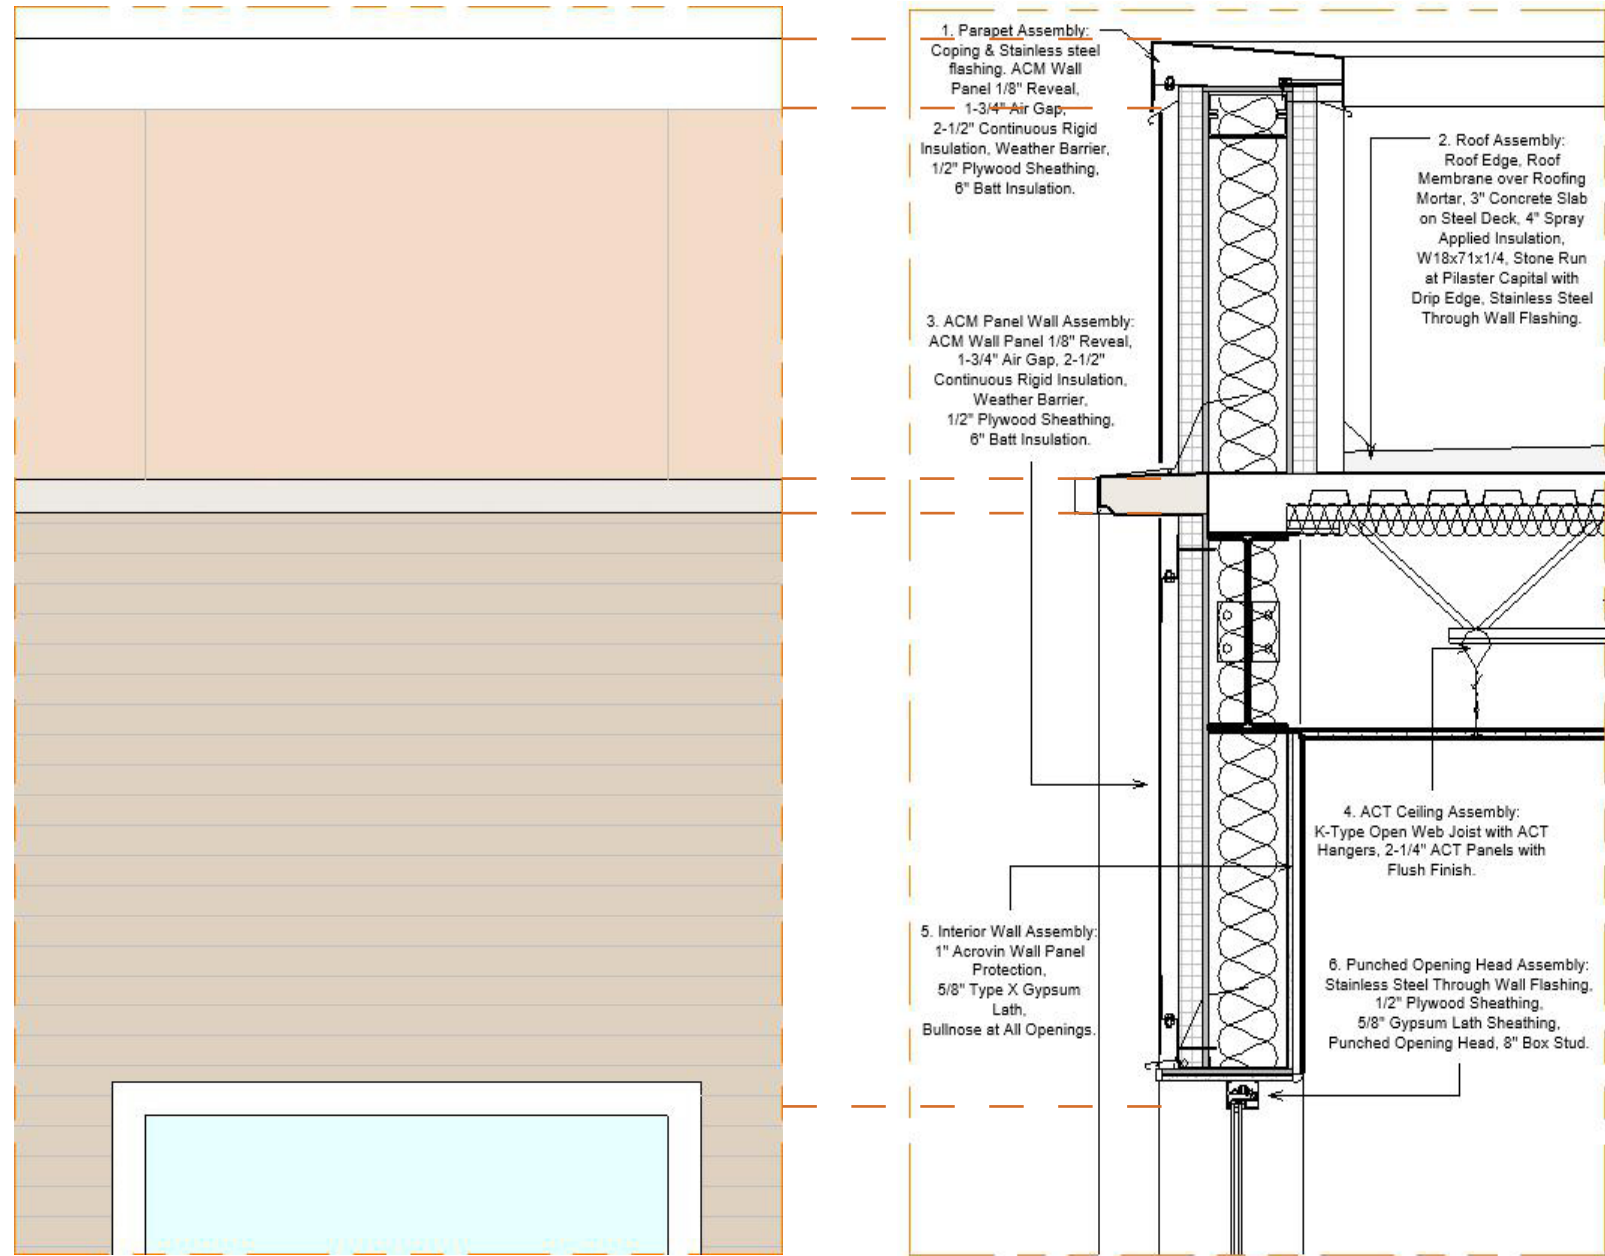 1. Parapet Assembly:
Coping & Stainless steel
flashing. ACM Wall
Panel 1/8" Reveal,
1-3/4" Air Gap,
2-1/2" Continuous Rigid
Insulation, Weather Barrier,
1/2" Plywood Sheathing,
6" Batt Insulation.
2. Roof Assembly:
Roof Edge, Roof
Membrane over Roofing
Mortar, 3" Concrete Slab
on Steel Deck, 4" Spray
Applied Insulation,
W18x71x1/4, Stone Run
at Pilaster Capital with
Drip Edge, Stainless Steel
Through Wall Flashing.
3. ACM Panel Wall Assembly:
ACM Wall Panel 1/8" Reveal,
1-3/4" Air Gap, 2-1/2"
Continuous Rigid Insulation,
Weather Barrier,
1/2" Plywood Sheathing,
6" Batt Insulation.
4. ACT Ceiling Assembly:
K-Type Open Web Joist with ACT
Hangers, 2-1/4" ACT Panels with
Flush Finish.
5. Interior Wall Assembly:
1" Acrovin Wall Panel
Protection,
5/8" Type X Gypsum
Lath,
Bullnose at All Openings.
6. Punched Opening Head Assembly:
Stainless Steel Through Wall Flashing,
1/2" Plywood Sheathing,
5/8" Gypsum Lath Sheathing,
Punched Opening Head, 8" Box Stud.